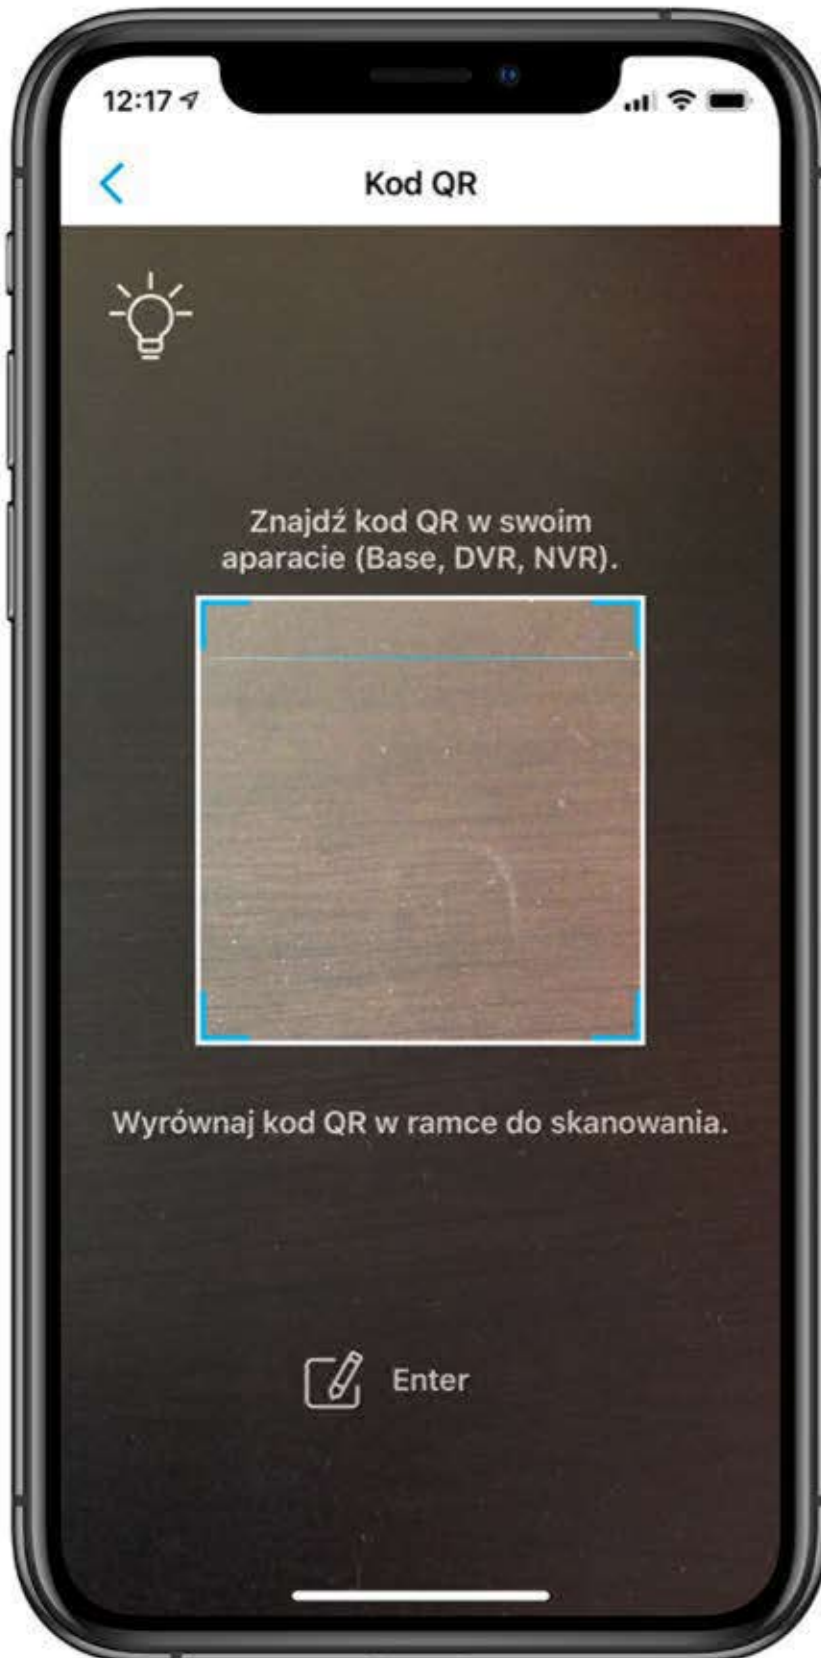 12:17
Kod QR
Znajdź kod QR w swoim
aparacie (Base, DVR, NVR).
Wyrównaj kod QR w ramce do skanowania.
Enter